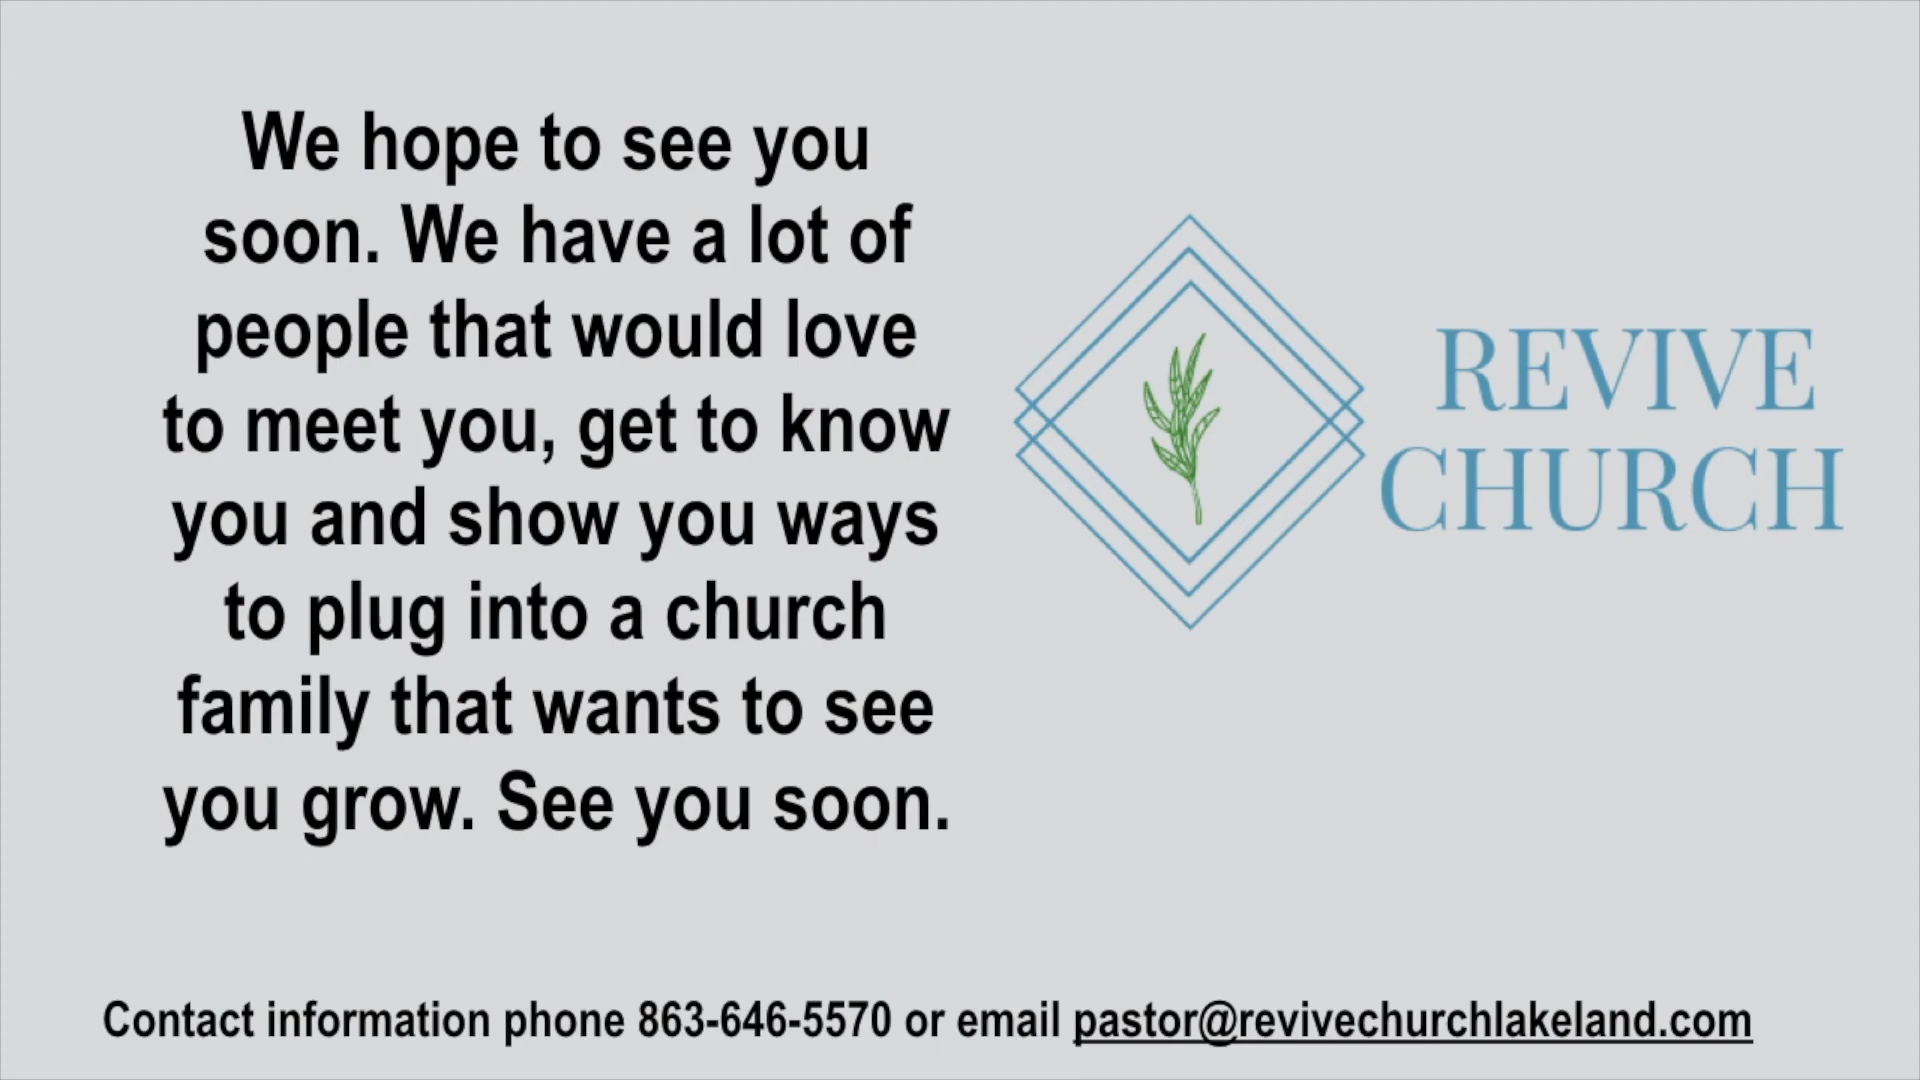 We hope to see you
soon. We have a lot of
people that would love
to meet you, get to know
you and show you ways
to plug into a church
family that wants to see
you grow. See you soon.
REVIVE
CHURCH
Contact information phone 863-646-5570 or email pastor@revivechurchlakeland.com